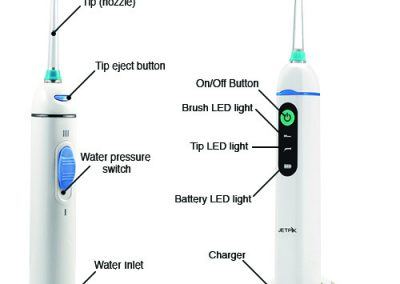 Tip (nozzle)
Tip eject button
On/Off Button
Brush LED light
III
Tip LED light
Water pressure
switch
Battery LED light
I
JETPIK
Charger
Water Inlet